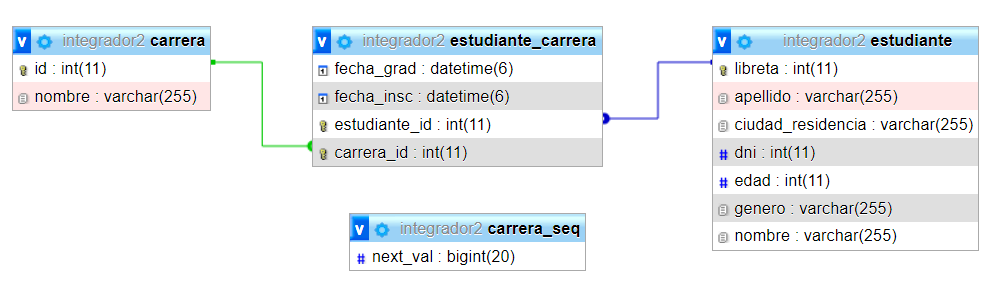 v integrador2 carrera
id : int(11)
nombre : varchar(255)
v integrador2 estudiante_carrera
fecha_grad : datetime(6)
fecha_insc : datetime(6)
estudiante_id : int(11)
carrera_id : int(11)
v integrador2 estudiante
libreta : int(11)
apellido : varchar(255)
ciudad_residencia : varchar(255)
# dni : int(11)
# edad : int(11)
genero : varchar(255)
nombre : varchar(255)
v integrador2 carrera_seq
# next_val : bigint(20)